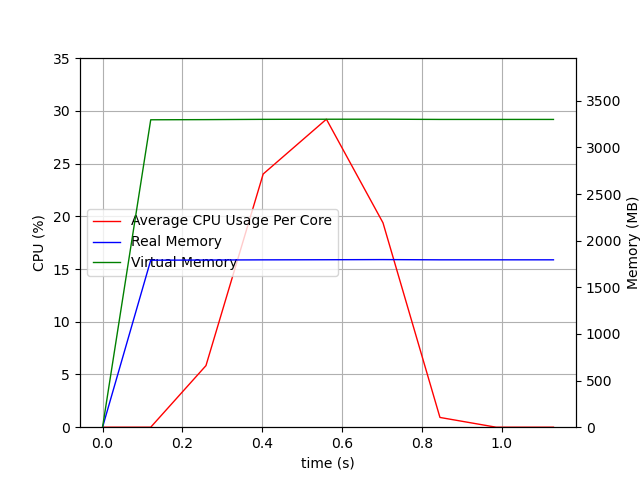 35
30
25
20
15
10
5
0
CPU (%)
3500
3000
2500
2000
1500
1000
500
0
Memory (MB)
Average CPU Usage Per Core
Real Memory
Virtual Memory
0.0 0.2 0.4 0.6 0.8 1.0
time (s)